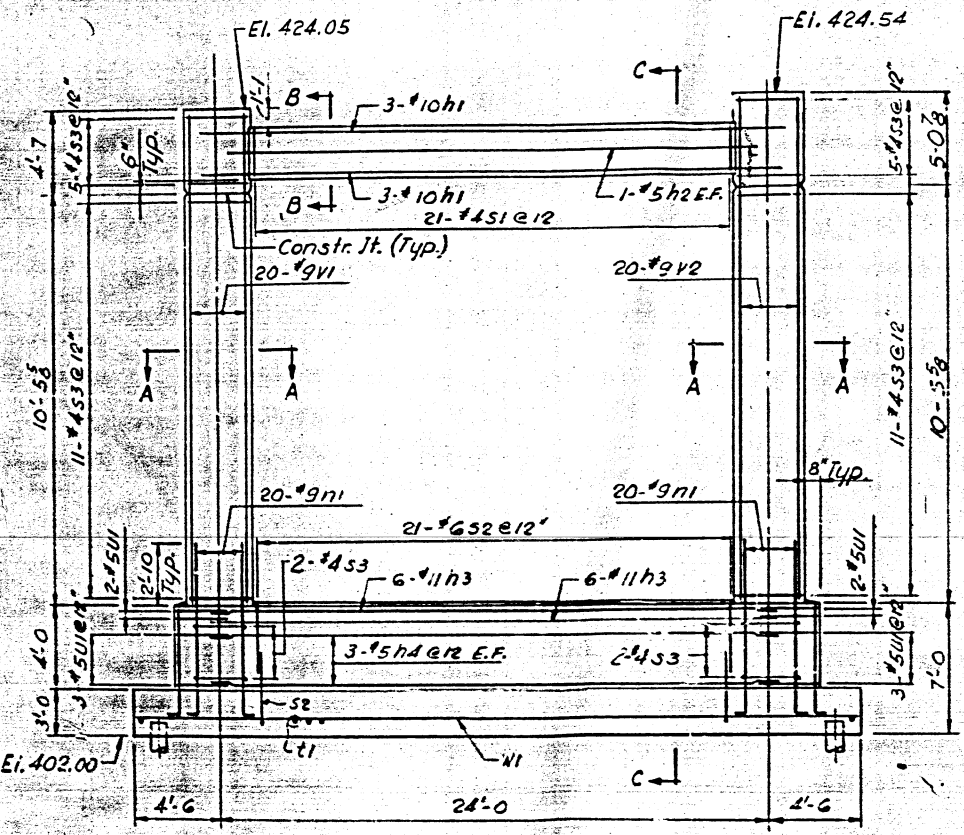 El. 424.05
El. 424.54
C
1'-1
B
3-#10h1
5-#4S3@12"
6"
Typ.
4'-7
5-#4S3@12"
5'-0 7/8
B
3-#10h1
1-#5h2 E.F.
21-#4S1@12
Constr. Jt. (Typ.)
20-#9V1
20-#9V2
A
A
A
A
10'-5 5/8
11-#4S3@12"
11-#4S3@12"
10-5 5/8
8" Typ.
20-#9n1
20-#9n1
21-#6S2@12"
2-#5U1
2'-10
Typ.
2-#4S3
6-#11h3
6-#11h3
2-#5U1
4'-0
3-#5U1@12"
3-#5h4@12 E.F.
2-#4S3
3-#5U1@12"
7'-0
3'-0
S2
t1
W1
El. 402.00
C
4'-6
24'-0
4'-6